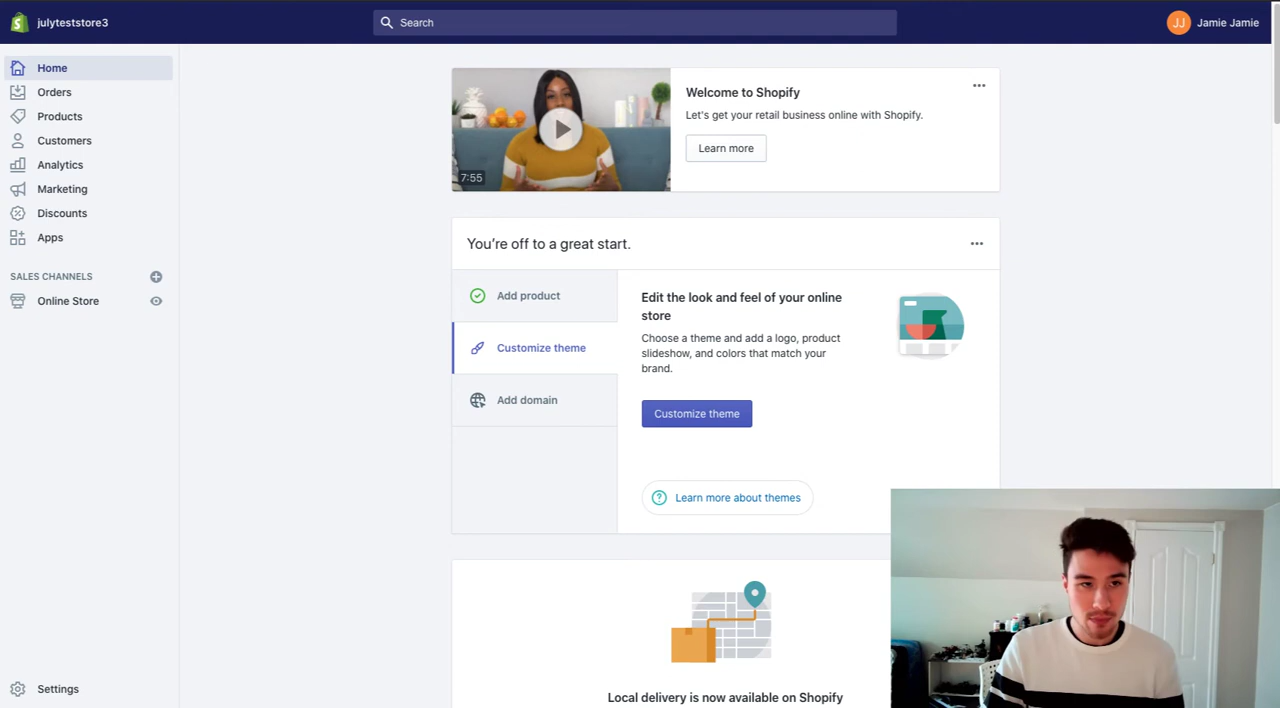 julyteststore3
Search
JJ
Jamie Jamie
Home
Orders
Products
Customers
Analytics
Marketing
Discounts
Apps
SALES CHANNELS
Online Store
Settings
7:55
Welcome to Shopify
Let's get your retail business online with Shopify.
Learn more
You’re off to a great start.
Add product
Customize theme
Add domain
Edit the look and feel of your online
store
Choose a theme and add a logo, product
slideshow, and colors that match your
brand.
Customize theme
Learn more about themes
Local delivery is now available on Shopify